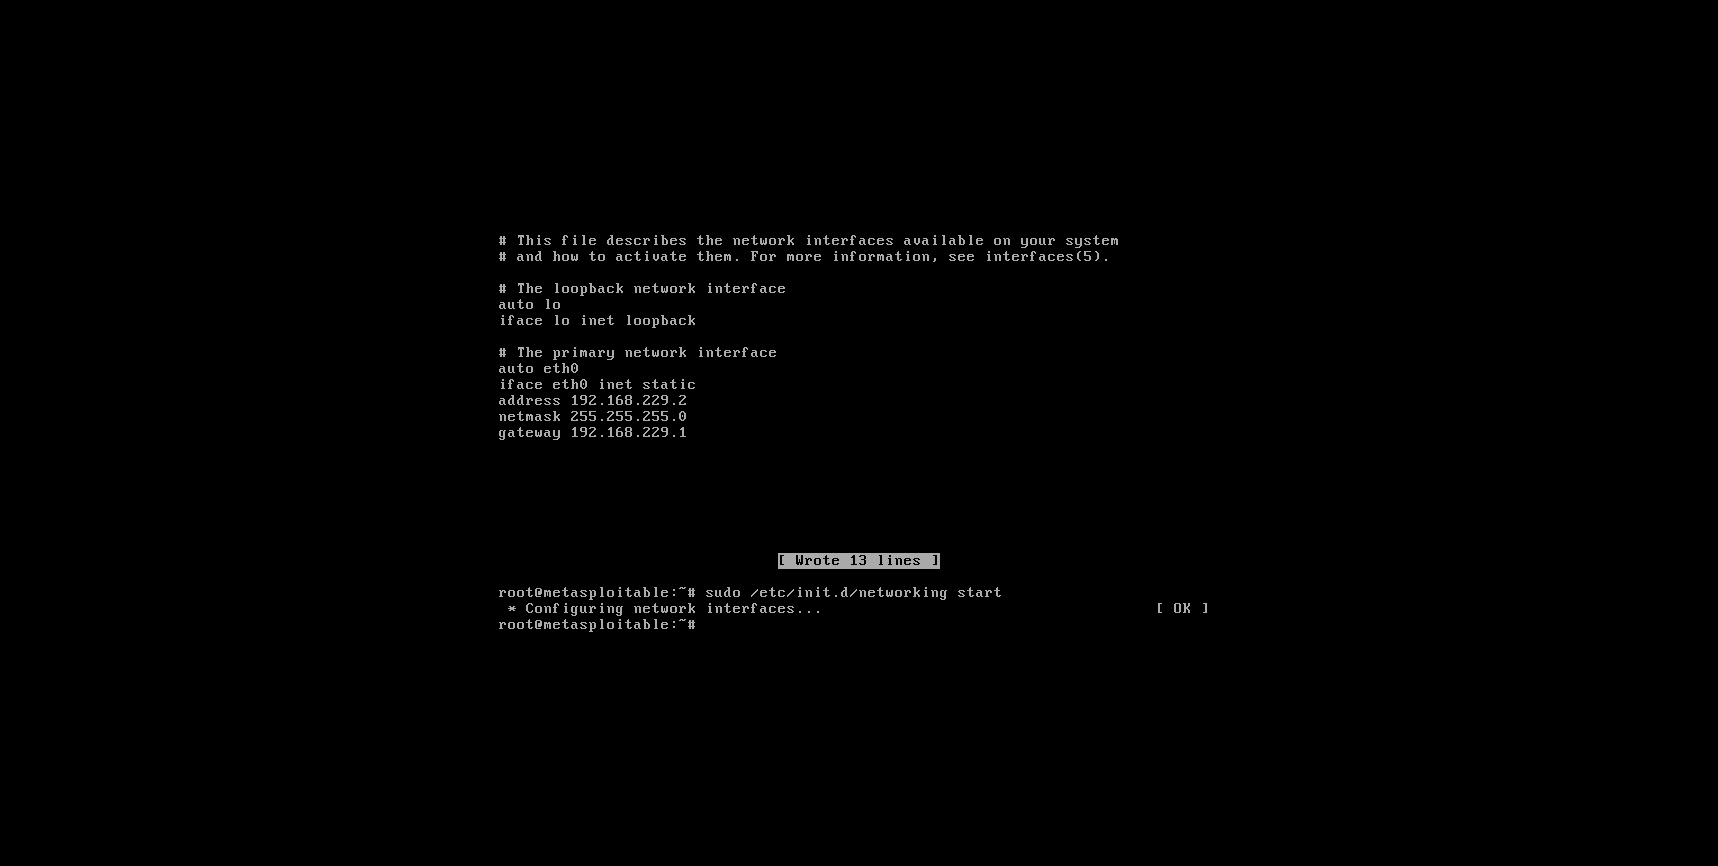 # This file describes the network interfaces available on your system
# and how to activate them. For more information, see interfaces(5).
# The loopback network interface
auto lo
iface lo inet loopback
# The primary network interface
auto eth0
iface eth0 inet static
address 192.168.229.2
netmask 255.255.255.0
gateway 192.168.229.1
[ Wrote 13 lines ]
root@metasploitable:~# sudo /etc/init.d/networking start
 * Configuring network interfaces... [ OK ]
root@metasploitable:~#